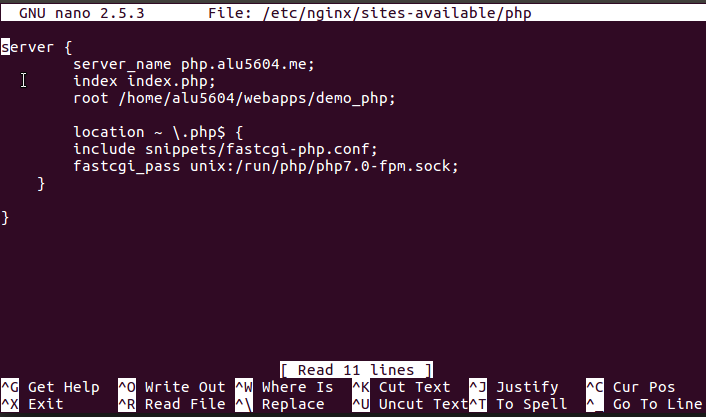 GNU nano 2.5.3 File: /etc/nginx/sites-available/php
server {
server_name php.alu5604.me;
index index.php;
root /home/alu5604/webapps/demo_php;
location ~ \.php$ {
include snippets/fastcgi-php.conf;
fastcgi_pass unix:/run/php/php7.0-fpm.sock;
}
}
[ Read 11 lines ]
^G Get Help ^O Write Out ^W Where Is ^K Cut Text ^J Justify ^C Cur Pos
^X Exit ^R Read File ^\ Replace ^U Uncut Text ^T To Spell ^_ Go To Line